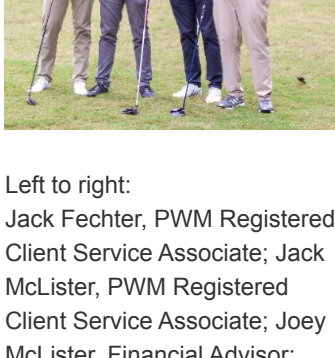 Left to right:
Jack Fechter, PWM Registered
Client Service Associate; Jack
McLister, PWM Registered
Client Service Associate; Joey
McLister, Financial Advisor;